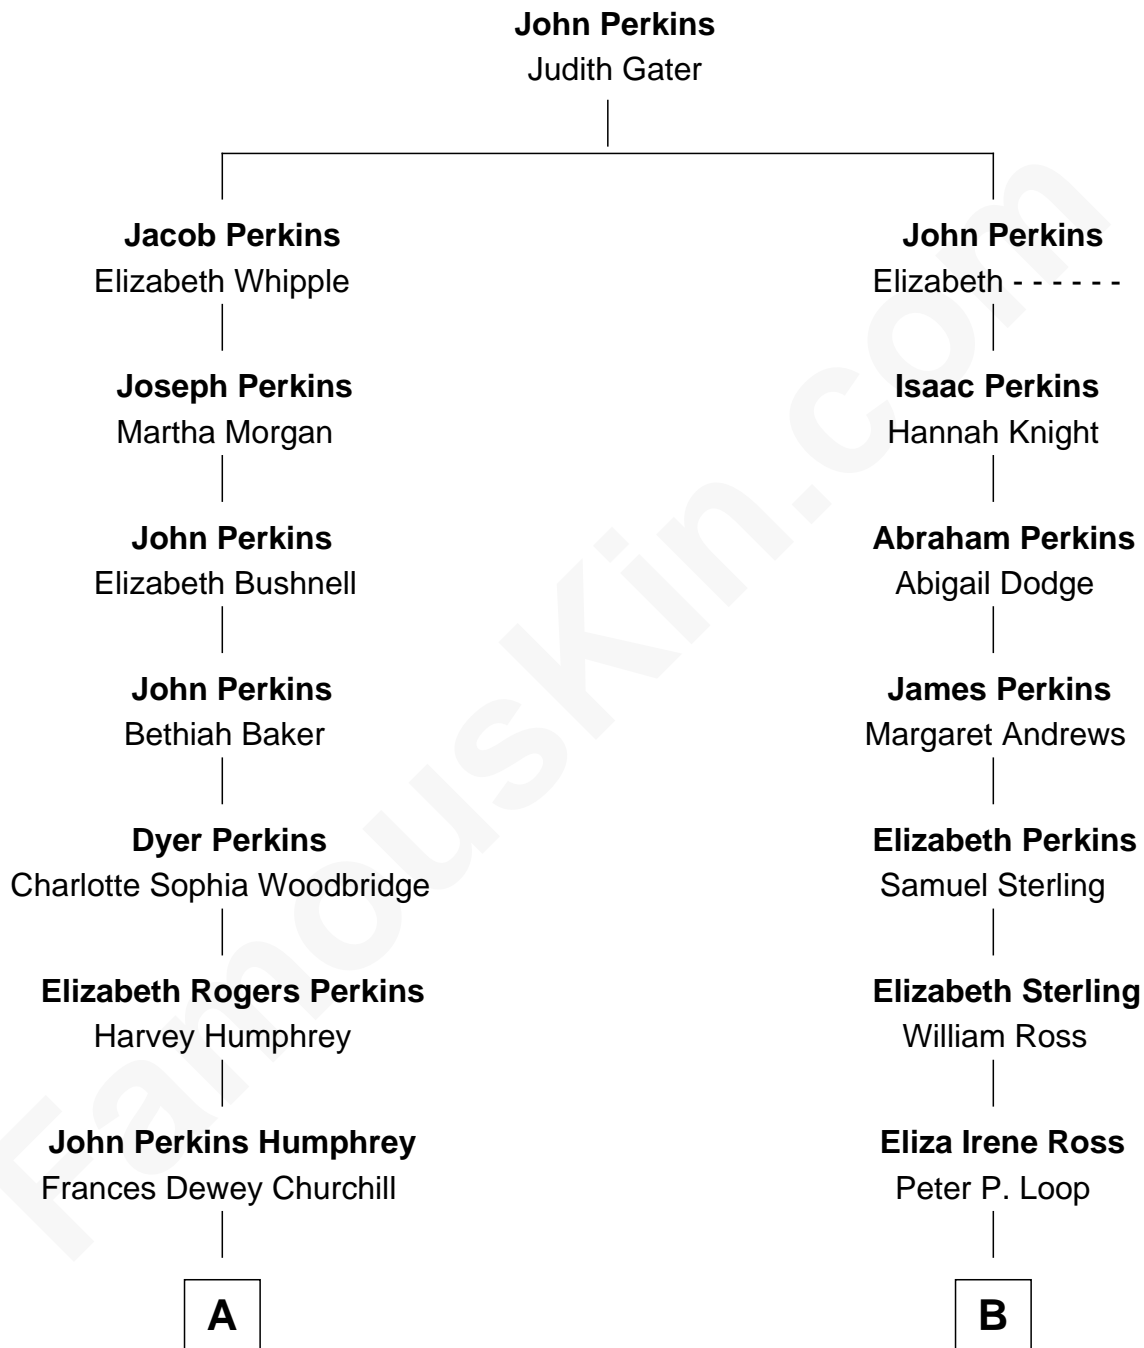 John Perkins
Judith Gater
Jacob Perkins
Elizabeth Whipple
John Perkins
Elizabeth - - - - - -
Joseph Perkins
Martha Morgan
Isaac Perkins
Hannah Knight
John Perkins
Elizabeth Bushnell
Abraham Perkins
Abigail Dodge
John Perkins
Bethiah Baker
James Perkins
Margaret Andrews
Dyer Perkins
Charlotte Sophia Woodbridge
Elizabeth Perkins
Samuel Sterling
Elizabeth Rogers Perkins
Harvey Humphrey
Elizabeth Sterling
William Ross
John Perkins Humphrey
Frances Dewey Churchill
Eliza Irene Ross
Peter P. Loop
A
B
FamousKin.com